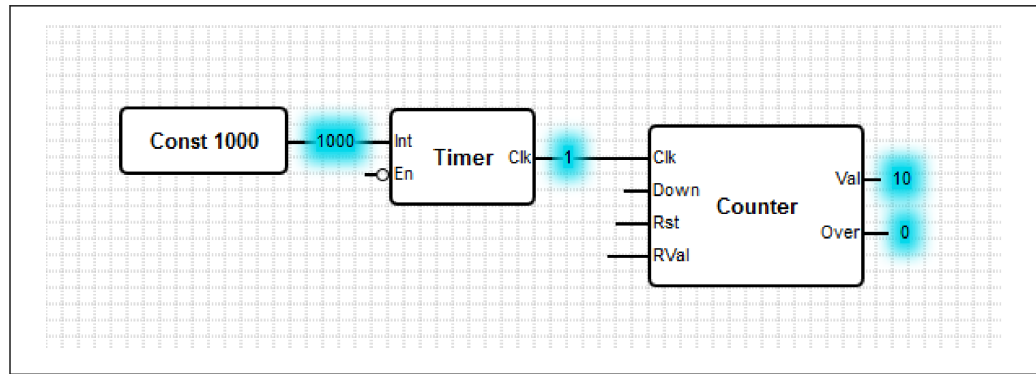 Const 1000
1000
Int
En
Timer
Clk
1
Clk
Down
Rst
RVal
Counter
Val
Over
10
0